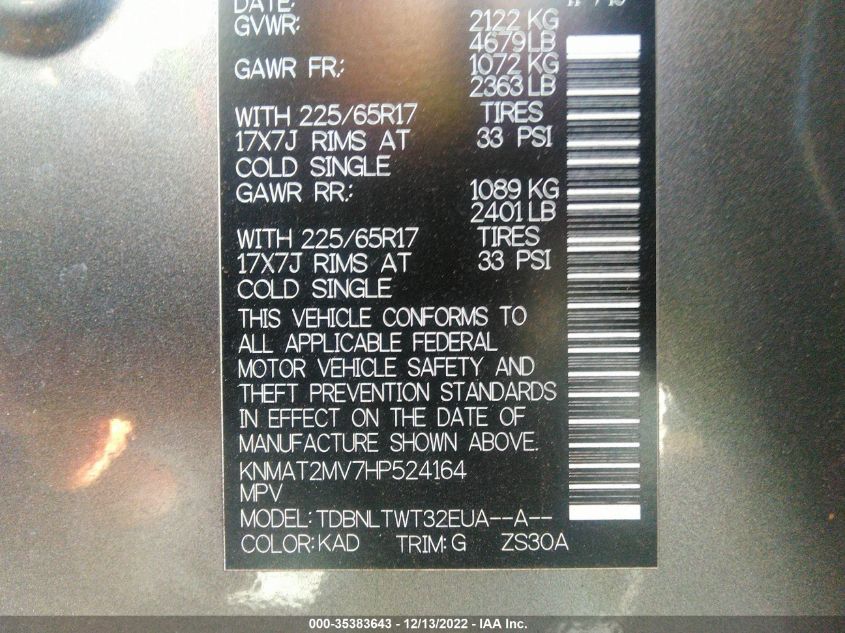 DATE:
GVWR: 2122 KG
4679 LB
GAWR FR.: 1072 KG
2363 LB
WITH 225/65R17 TIRES
17X7J RIMS AT 33 PSI
COLD SINGLE
GAWR RR.: 1089 KG
2401 LB
WITH 225/65R17 TIRES
17X7J RIMS AT 33 PSI
COLD SINGLE
THIS VEHICLE CONFORMS TO
ALL APPLICABLE FEDERAL
MOTOR VEHICLE SAFETY AND
THEFT PREVENTION STANDARDS
IN EFFECT ON THE DATE OF
MANUFACTURE SHOWN ABOVE.
KNMAT2MV7HP524164
MPV
MODEL:TDBNLTWT32EUA--A--
COLOR:KAD TRIM:G ZS30A
000-35383643 - 12/13/2022 - IAA Inc.